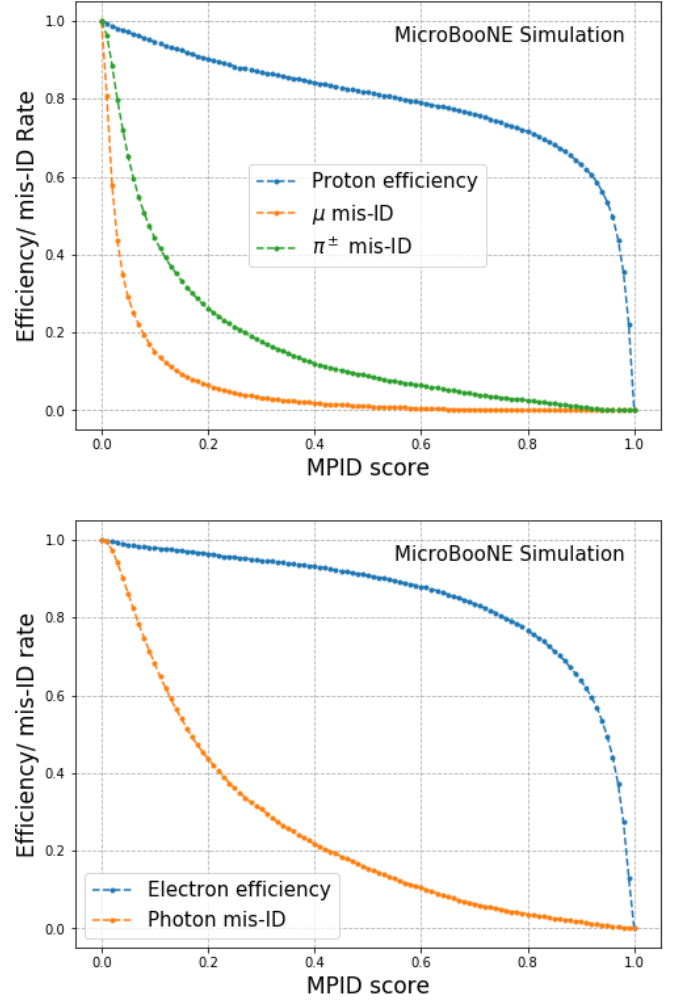 MicroBooNE Simulation
Efficiency/ mis-ID Rate
1.0
0.8
0.6
0.4
0.2
0.0
Proton efficiency
μ mis-ID
π± mis-ID
0.0 0.2 0.4 0.6 0.8 1.0
MPID score
MicroBooNE Simulation
Efficiency/ mis-ID rate
1.0
0.8
0.6
0.4
0.2
0.0
Electron efficiency
Photon mis-ID
0.0 0.2 0.4 0.6 0.8 1.0
MPID score